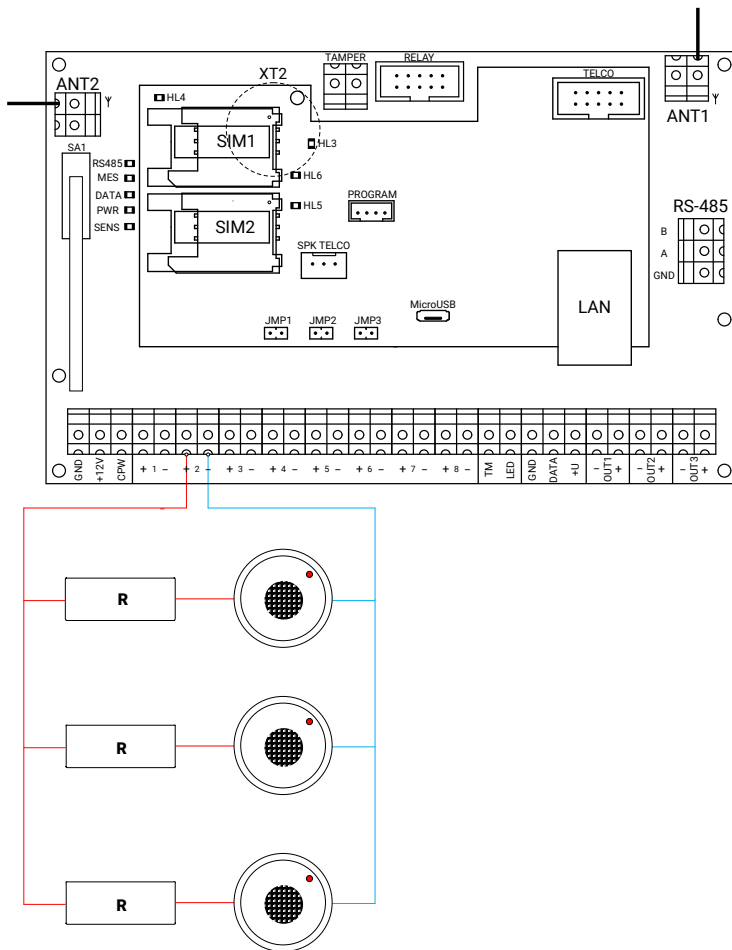 TAMPER
RELAY
XT2
TELCO
ANT2
HL4
ANT1
SA1
SIM1
HL3
RS485
MES
HL6
DATA
PROGRAM
PWR
HL5
RS-485
SENS
SIM2
B
SPK TELCO
A
GND
MicroUSB
LAN
JMP1 JMP2 JMP3
GND +12V CPW + 1 − + 2 − + 3 − + 4 − + 5 − + 6 − + 7 − + 8 − TM LED GND DATA +U − OUT1 + − OUT2 + − OUT3 +
R
R
R